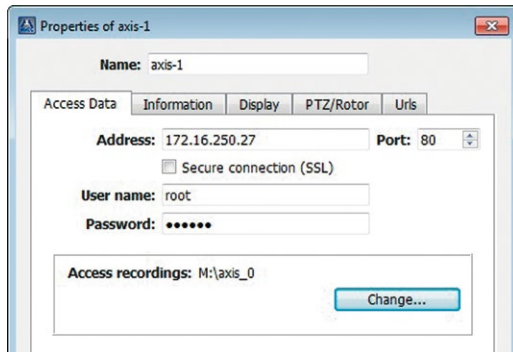 Properties of axis-1
Name: axis-1
Access Data Information Display PTZ/Rotor Urls
Address: 172.16.250.27 Port: 80
Secure connection (SSL)
User name: root
Password: ●●●●●●
Access recordings: M:\axis_0
Change...